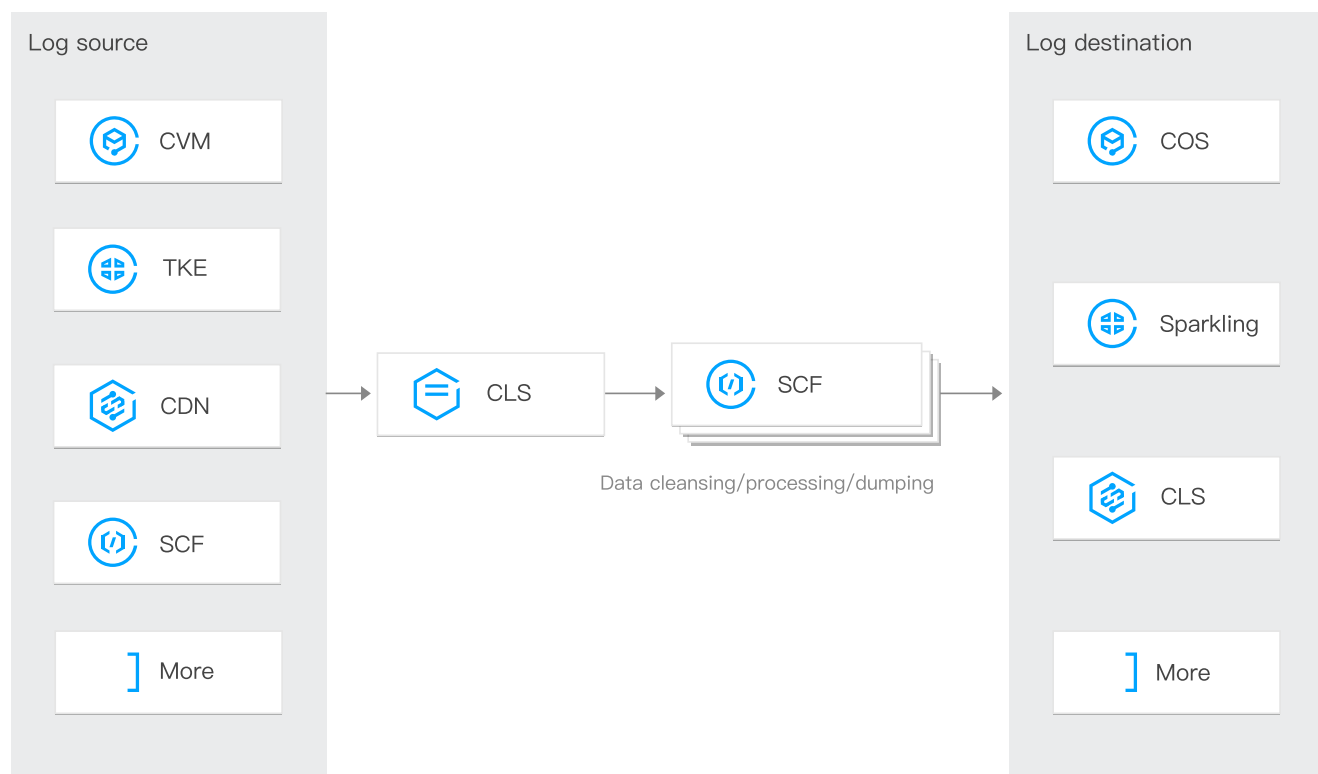 Log source
CVM
TKE
CDN
SCF
More
CLS
SCF
Data cleansing/processing/dumping
Log destination
COS
Sparkling
CLS
More